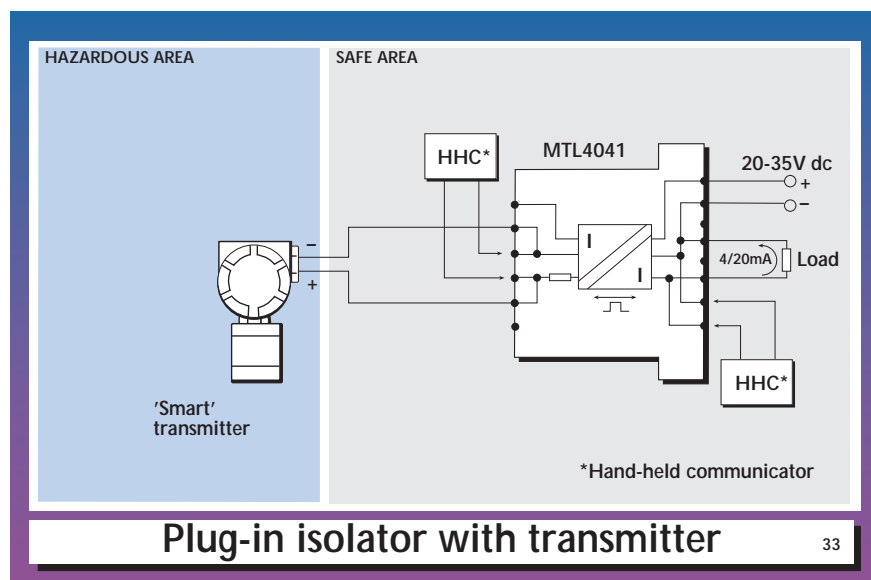 HAZARDOUS AREA
SAFE AREA
HHC*
MTL4041
20-35V dc
+
–
–
+
I
I
4/20mA
Load
HHC*
'Smart'
transmitter
*Hand-held communicator
Plug-in isolator with transmitter
33